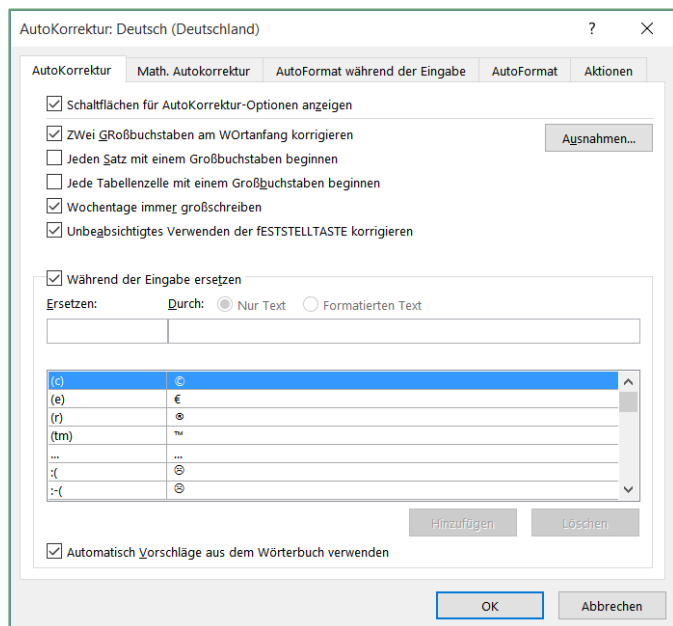 AutoKorrektur: Deutsch (Deutschland)
AutoKorrektur Math. Autokorrektur AutoFormat während der Eingabe AutoFormat Aktionen
Schaltflächen für AutoKorrektur-Optionen anzeigen
ZWei GRoßbuchstaben am WOrtanfang korrigieren
Ausnahmen...
Jeden Satz mit einem Großbuchstaben beginnen
Jede Tabellenzelle mit einem Großbuchstaben beginnen
Wochentage immer großschreiben
Unbeabsichtigtes Verwenden der fESTSTELLTASTE korrigieren
Während der Eingabe ersetzen
Ersetzen: Durch: Nur Text Formatierten Text
(c) ©
(e) €
(r) ®
(tm) ™
... ...
:( ☹
:-( ☹
Hinzufügen Löschen
Automatisch Vorschläge aus dem Wörterbuch verwenden
OK Abbrechen